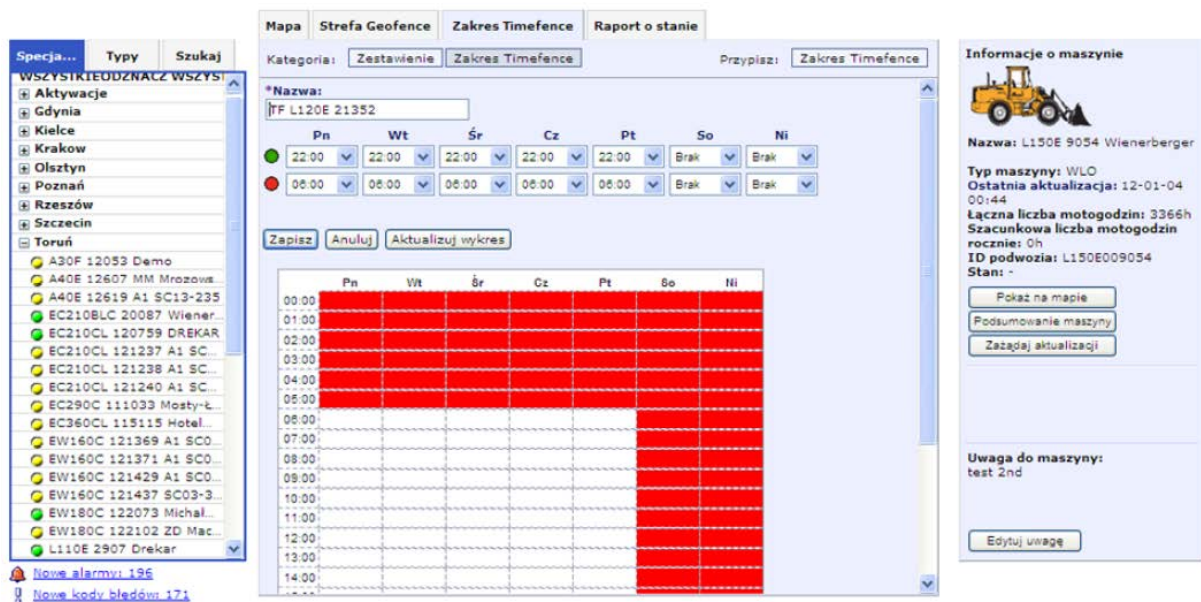 Specja... Typy Szukaj
WSZYSTKIEODZNACZ WSZYST
Aktywacje
Gdynia
Kielce
Krakow
Olsztyn
Poznań
Rzeszów
Szczecin
Toruń
A30F 12053 Demo
A40E 12607 MM Mrozows...
A40E 12619 A1 SC13-235
EC210BLC 20087 Wiener...
EC210CL 120759 DREKAR
EC210CL 121237 A1 SC...
EC210CL 121238 A1 SC...
EC210CL 121240 A1 SC...
EC290C 111033 Mosty-Ł...
EC360CL 115115 Hotel...
EW160C 121369 A1 SC0...
EW160C 121371 A1 SC0...
EW160C 121429 A1 SC0...
EW160C 121437 SC03-3...
EW180C 122073 Michał...
EW180C 122102 ZD Mac...
L110E 2907 Drekar
Nowe alarmy: 196
Nowe kody błedów: 171
Mapa Strefa Geofence Zakres Timefence Raport o stanie
Kategoria: Zestawienie Zakres Timefence Przypisz: Zakres Timefence
*Nazwa:
TF L120E 21352
Pn Wt Śr Cz Pt So Ni
22:00 22:00 22:00 22:00 22:00 Brak Brak
06:00 06:00 06:00 06:00 06:00 Brak Brak
Zapisz Anuluj Aktualizuj wykres
Pn Wt Śr Cz Pt So Ni
00:00
01:00
02:00
03:00
04:00
05:00
06:00
07:00
08:00
09:00
10:00
11:00
12:00
13:00
14:00
Informacje o maszynie
Nazwa: L150E 9054 Wienerberger
Typ maszyny: WLO
Ostatnia aktualizacja: 12-01-04
00:44
Łączna liczba motogodzin: 3366h
Szacunkowa liczba motogodzin
rocznie: 0h
ID podwozia: L150E009054
Stan: -
Pokaż na mapie
Podsumowanie maszyny
Zażądaj aktualizacji
Uwaga do maszyny:
test 2nd
Edytuj uwagę